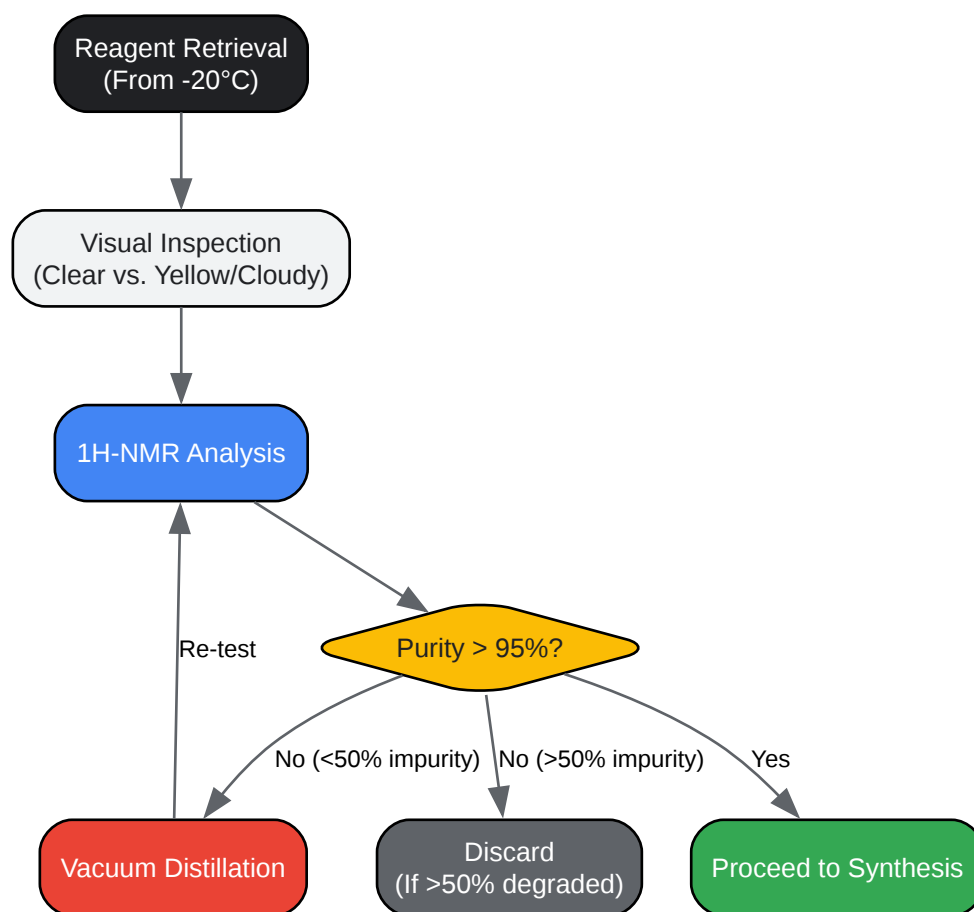 Reagent Retrieval
(From -20°C)
Visual Inspection
(Clear vs. Yellow/Cloudy)
1H-NMR Analysis
Re-test
Purity > 95%?
No (<50% impurity)
No (>50% impurity)
Yes
Vacuum Distillation
Discard
(If >50% degraded)
Proceed to Synthesis